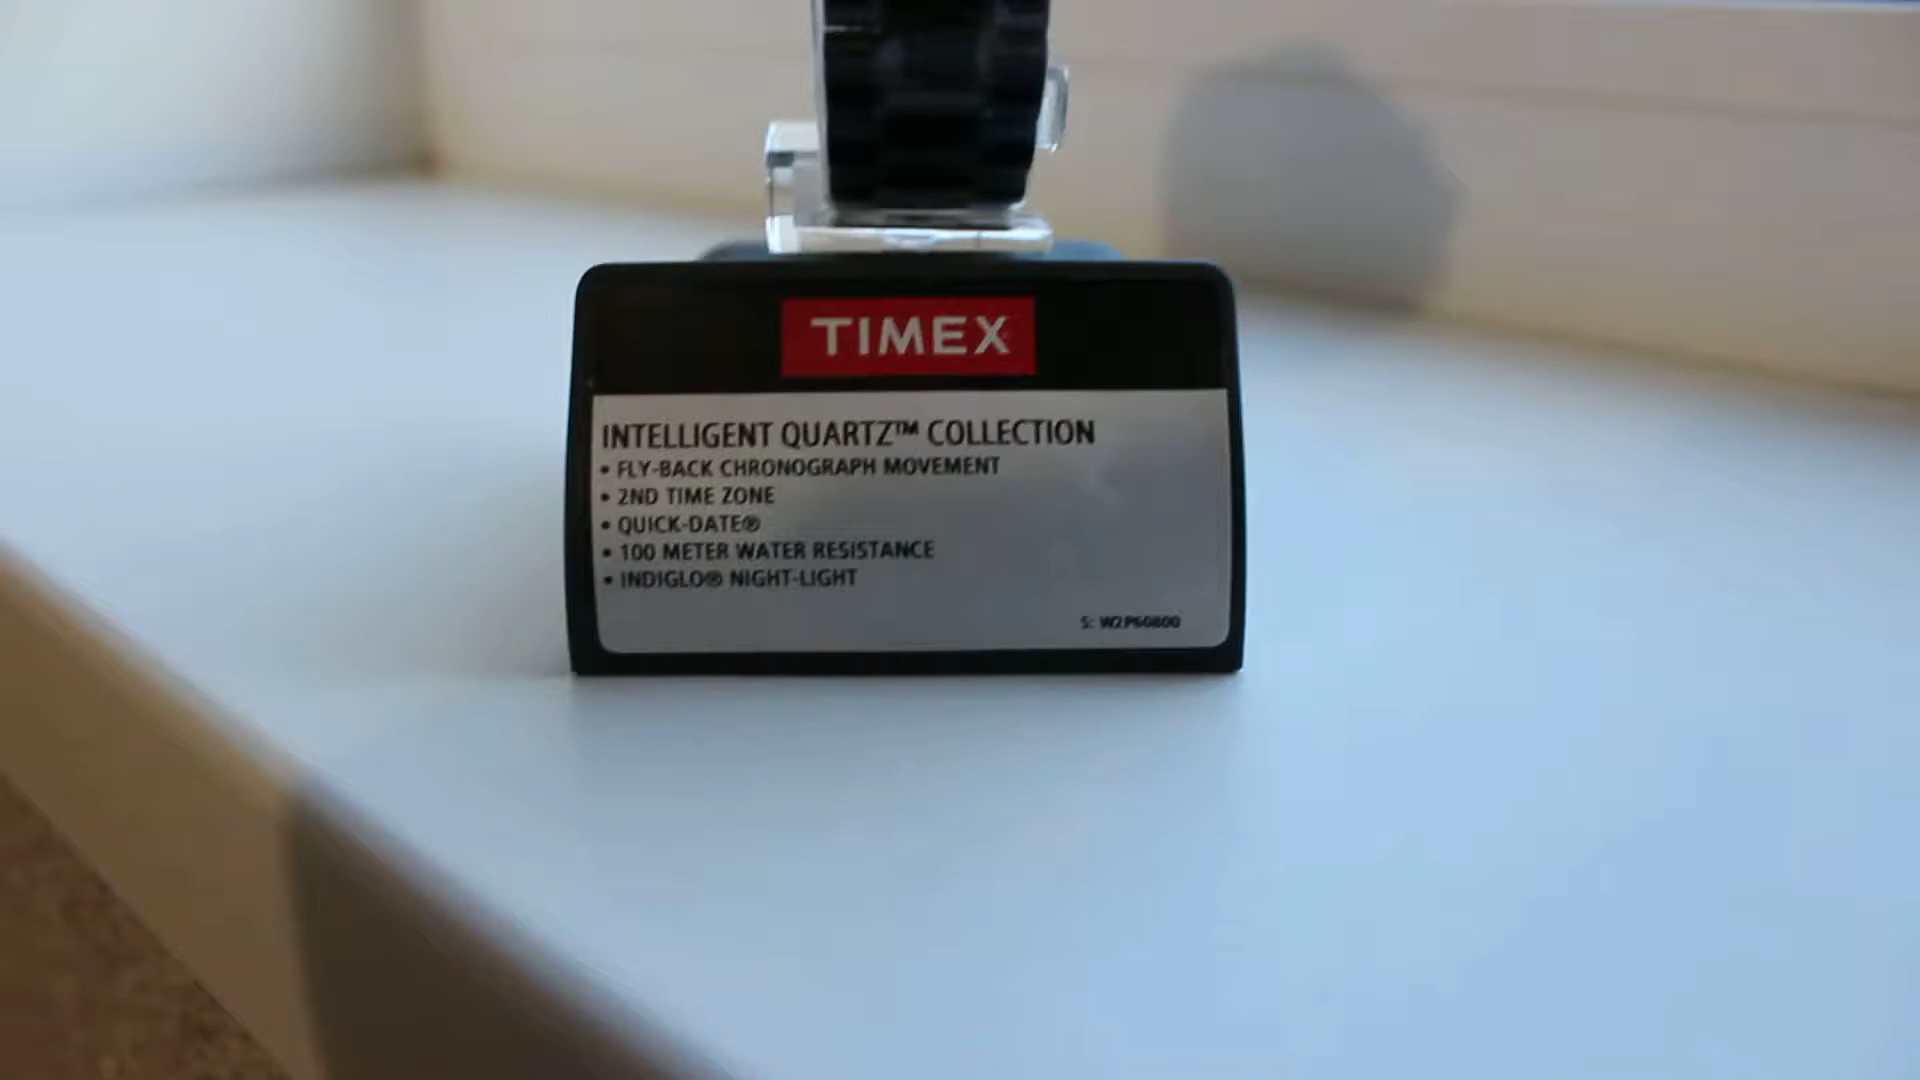 TIMEX
INTELLIGENT QUARTZ™ COLLECTION
• FLY-BACK CHRONOGRAPH MOVEMENT
• 2ND TIME ZONE
• QUICK-DATE®
• 100 METER WATER RESISTANCE
• INDIGLO® NIGHT-LIGHT
S: W2P60800